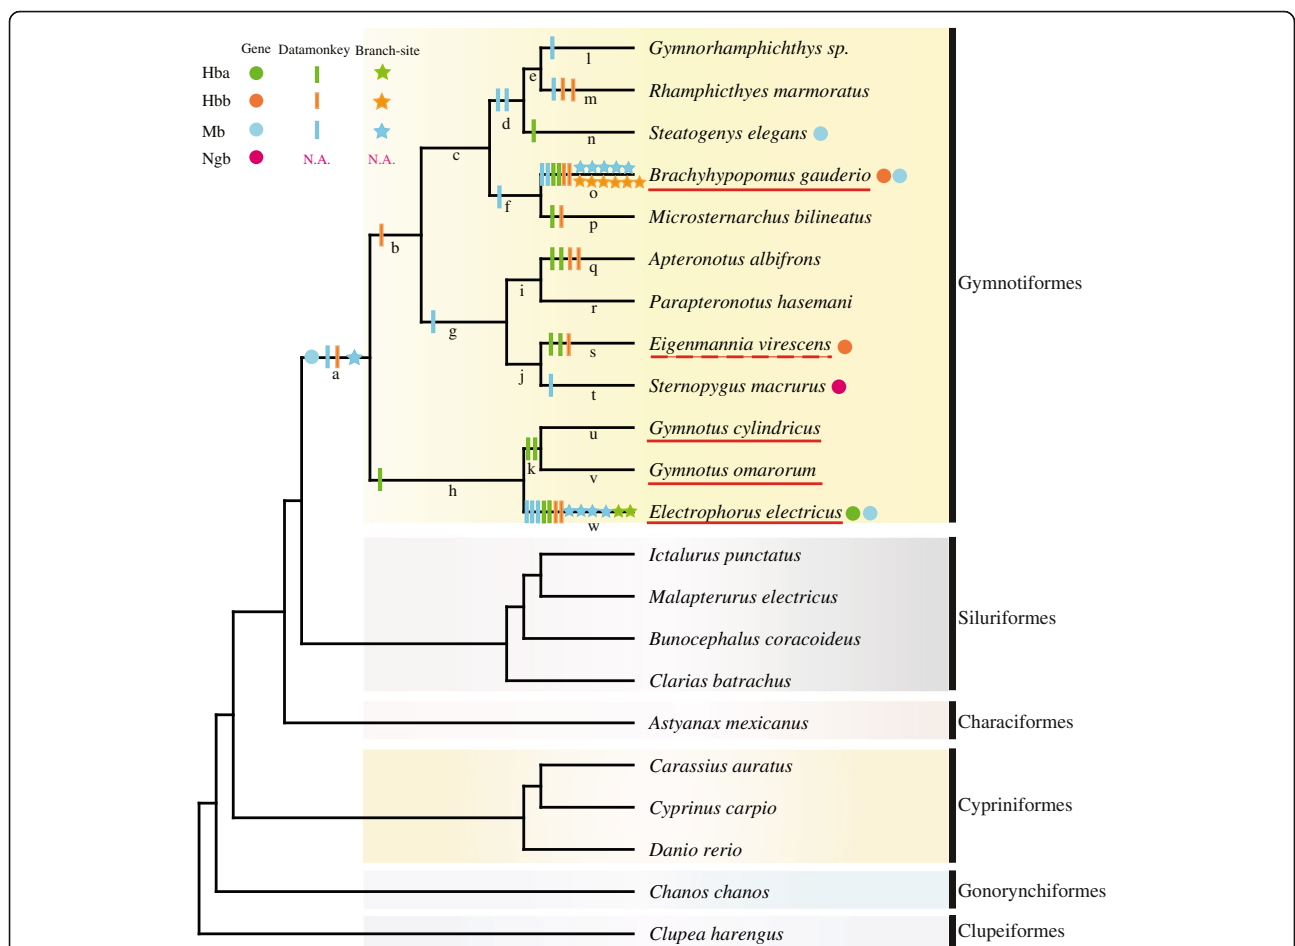 Gene Datamonkey Branch-site
Hba
Hbb
Mb
Ngb N.A. N.A.
Gymnorhamphichthys sp.
l
e
Rhamphicthyes marmoratus
m
d
Steatogenys elegans
n
c
Brachyhypopomus gauderio
o
f
Microsternarchus bilineatus
p
b
Apteronotus albifrons
q
i
Parapteronotus hasemani
r
g
Eigenmannia virescens
s
j
Sternopygus macrurus
t
a
Gymnotus cylindricus
u
k
Gymnotus omarorum
v
h
Electrophorus electricus
w
Gymnotiformes
Ictalurus punctatus
Malapterurus electricus
Bunocephalus coracoideus
Clarias batrachus
Siluriformes
Astyanax mexicanus
Characiformes
Carassius auratus
Cyprinus carpio
Danio rerio
Cypriniformes
Chanos chanos
Gonorynchiformes
Clupea harengus
Clupeiformes